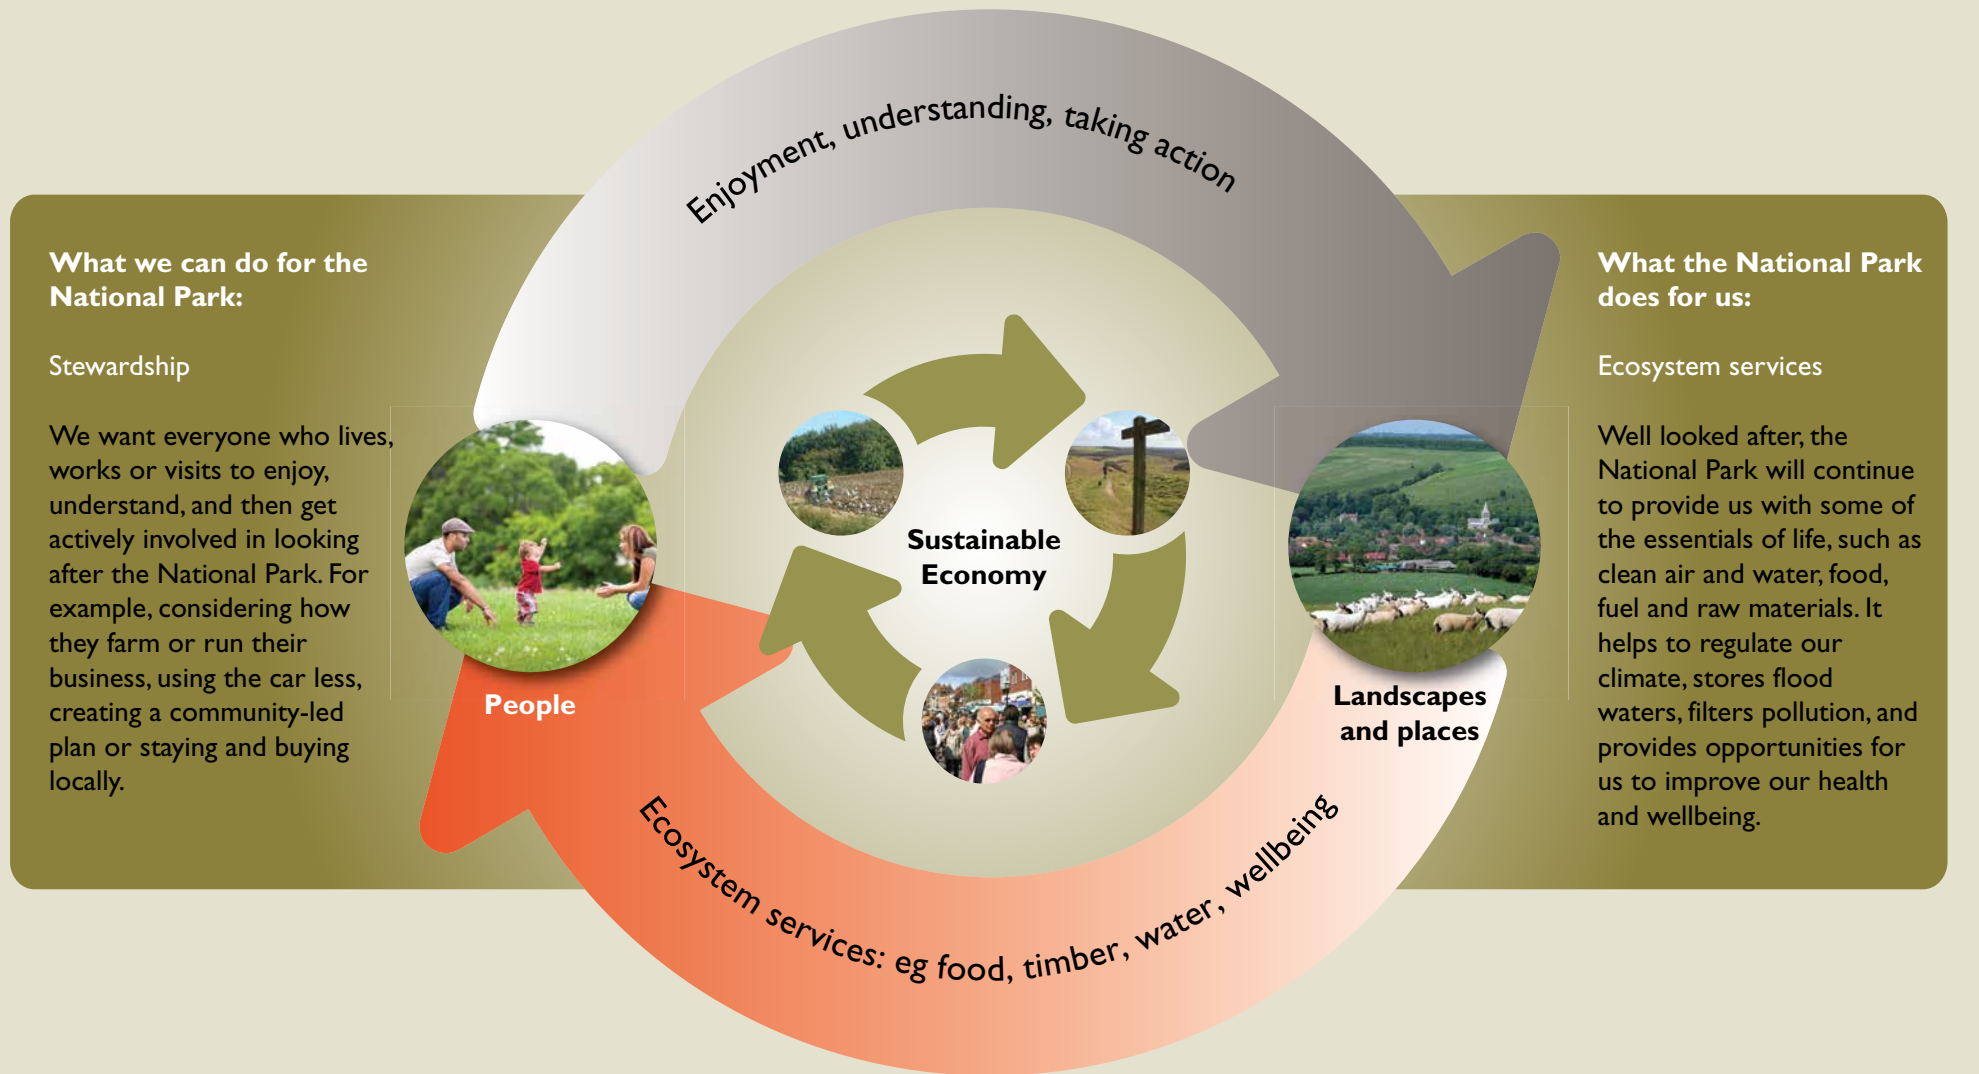 Enjoyment, understanding, taking action
What we can do for the
National Park:
Stewardship
We want everyone who lives,
works or visits to enjoy,
understand, and then get
actively involved in looking
after the National Park. For
example, considering how
they farm or run their
business, using the car less,
creating a community-led
plan or staying and buying
locally.
People
Sustainable
Economy
Landscapes
and places
What the National Park
does for us:
Ecosystem services
Well looked after, the
National Park will continue
to provide us with some of
the essentials of life, such as
clean air and water, food,
fuel and raw materials. It
helps to regulate our
climate, stores flood
waters, filters pollution, and
provides opportunities for
us to improve our health
and wellbeing.
Ecosystem services: eg food, timber, water, wellbeing